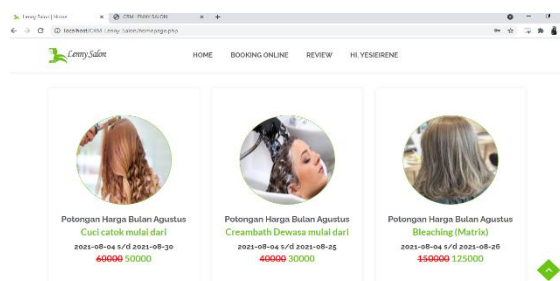 Lenny Salon | Home
CRM LENNY SALON
localhost/CRM Lenny Salon/homepage.php
Lenny Salon
HOME BOOKING ONLINE REVIEW HI, YESIEIRENE
Potongan Harga Bulan Agustus
Cuci catok mulai dari
2021-08-04 s/d 2021-08-30
60000 50000
Potongan Harga Bulan Agustus
Creambath Dewasa mulai dari
2021-08-04 s/d 2021-08-25
40000 30000
Potongan Harga Bulan Agustus
Bleaching (Matrix)
2021-08-04 s/d 2021-08-26
150000 125000